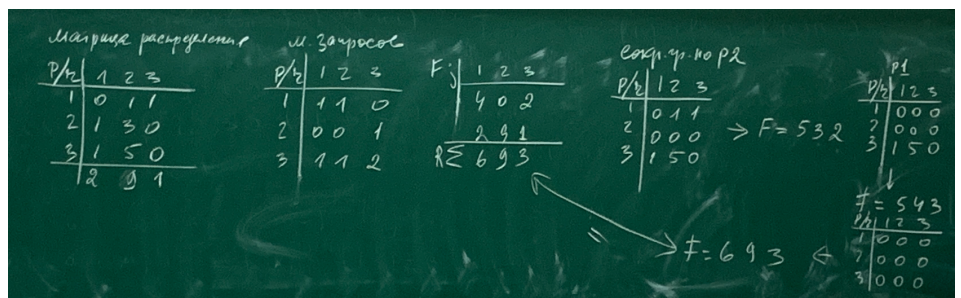 Матрица распределения
P/r 1 2 3
1 0 1 1
2 1 3 0
3 1 5 0
2 9 1
м. запросов
P/r 1 2 3
1 1 1 0
2 0 0 1
3 1 1 2
Fj 1 2 3
4 0 2
2 9 1
RΣ 6 9 3
сокр. гр. по P2
P/r 1 2 3
1 0 1 1
2 0 0 0
3 1 5 0
→ F = 5 3 2
P1
P/r 1 2 3
1 0 0 0
2 0 0 0
3 1 5 0
↓
F = 5 4 3
P/r 1 2 3
1 0 0 0
2 0 0 0
3 0 0 0
←
F = 6 9 3
=